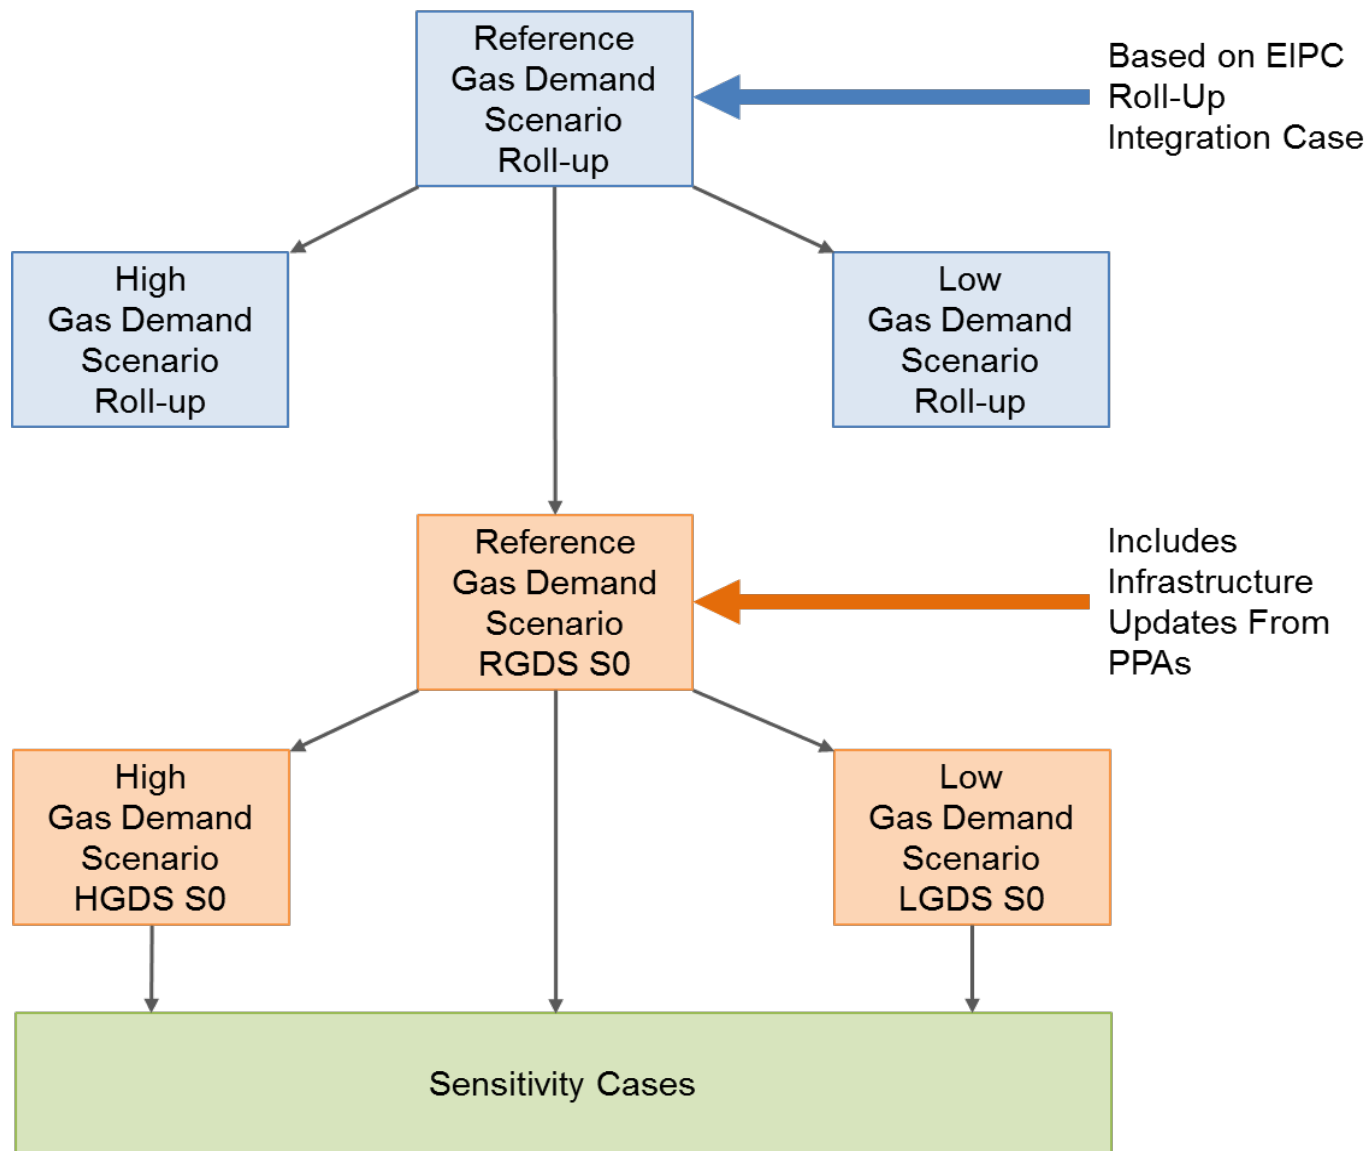 Reference
Gas Demand
Scenario
Roll-up
Based on EIPC
Roll-Up
Integration Case
High
Gas Demand
Scenario
Roll-up
Low
Gas Demand
Scenario
Roll-up
Reference
Gas Demand
Scenario
RGDS S0
Includes
Infrastructure
Updates From
PPAs
High
Gas Demand
Scenario
HGDS S0
Low
Gas Demand
Scenario
LGDS S0
Sensitivity Cases